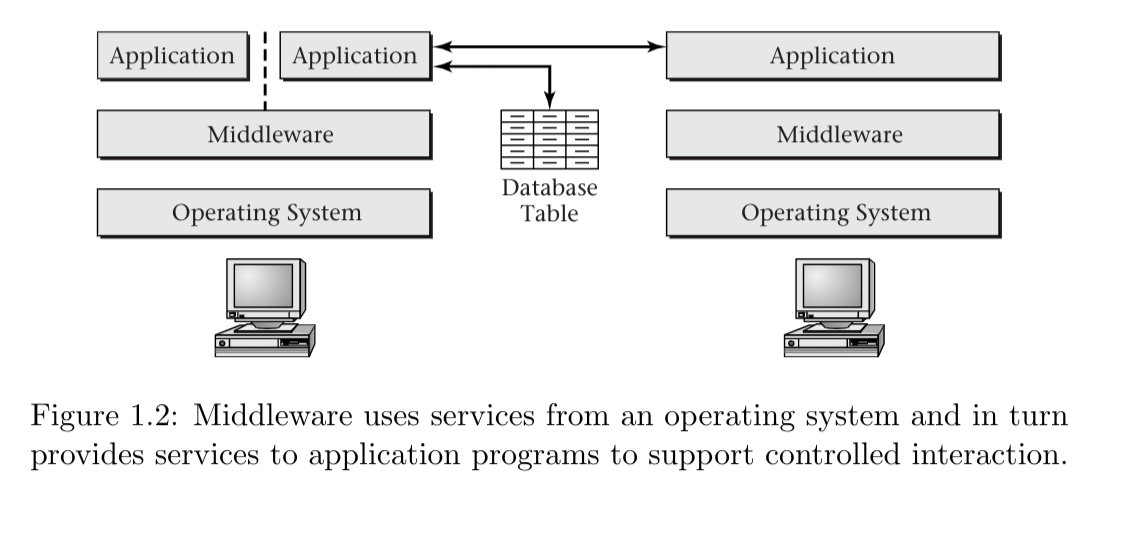 Application
Application
Application
Middleware
Middleware
Database
Table
Operating System
Operating System
Figure 1.2: Middleware uses services from an operating system and in turn
provides services to application programs to support controlled interaction.